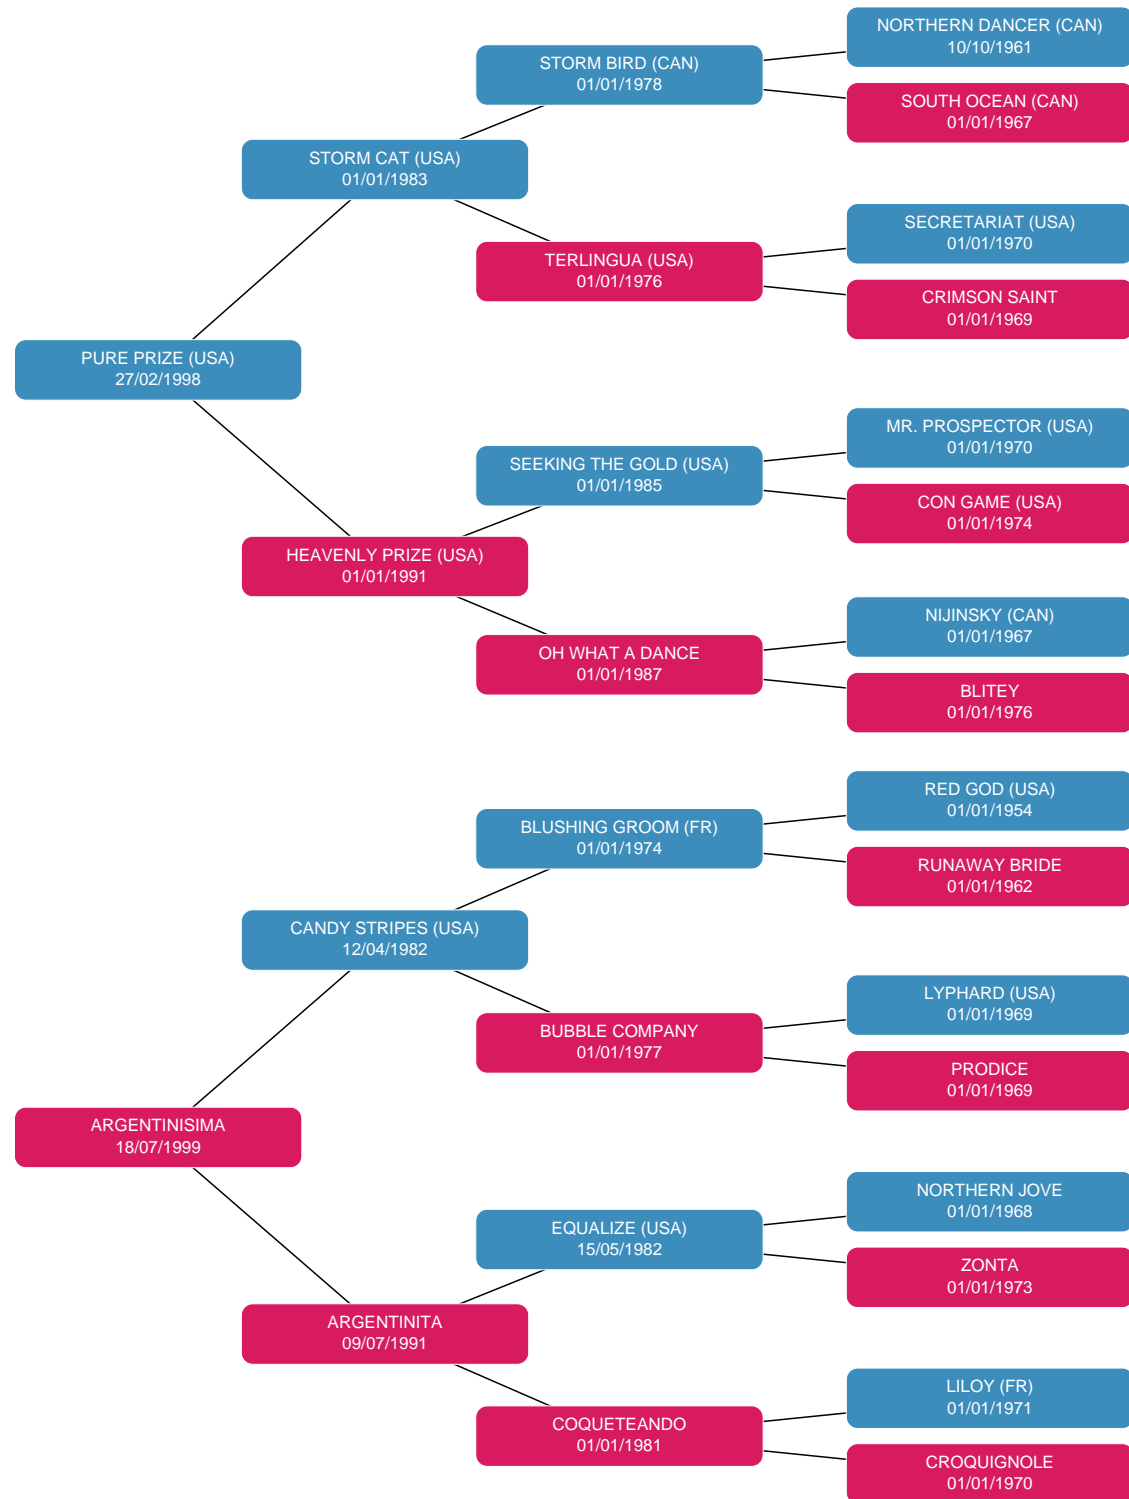 NORTHERN DANCER (CAN)
10/10/1961
STORM BIRD (CAN)
01/01/1978
SOUTH OCEAN (CAN)
01/01/1967
STORM CAT (USA)
01/01/1983
SECRETARIAT (USA)
01/01/1970
TERLINGUA (USA)
01/01/1976
CRIMSON SAINT
01/01/1969
PURE PRIZE (USA)
27/02/1998
MR. PROSPECTOR (USA)
01/01/1970
SEEKING THE GOLD (USA)
01/01/1985
CON GAME (USA)
01/01/1974
HEAVENLY PRIZE (USA)
01/01/1991
NIJINSKY (CAN)
01/01/1967
OH WHAT A DANCE
01/01/1987
BLITEY
01/01/1976
RED GOD (USA)
01/01/1954
BLUSHING GROOM (FR)
01/01/1974
RUNAWAY BRIDE
01/01/1962
CANDY STRIPES (USA)
12/04/1982
LYPHARD (USA)
01/01/1969
BUBBLE COMPANY
01/01/1977
PRODICE
01/01/1969
ARGENTINISIMA
18/07/1999
NORTHERN JOVE
01/01/1968
EQUALIZE (USA)
15/05/1982
ZONTA
01/01/1973
ARGENTINITA
09/07/1991
LILOY (FR)
01/01/1971
COQUETEANDO
01/01/1981
CROQUIGNOLE
01/01/1970